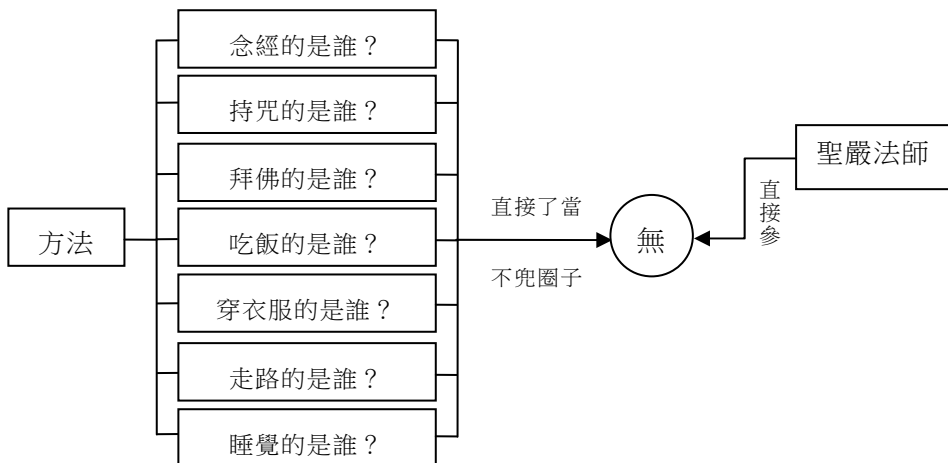 念經的是誰？
持咒的是誰？
拜佛的是誰？
吃飯的是誰？
穿衣服的是誰？
走路的是誰？
睡覺的是誰？
方法
直接了當
不兜圈子
無
直接參
聖嚴法師